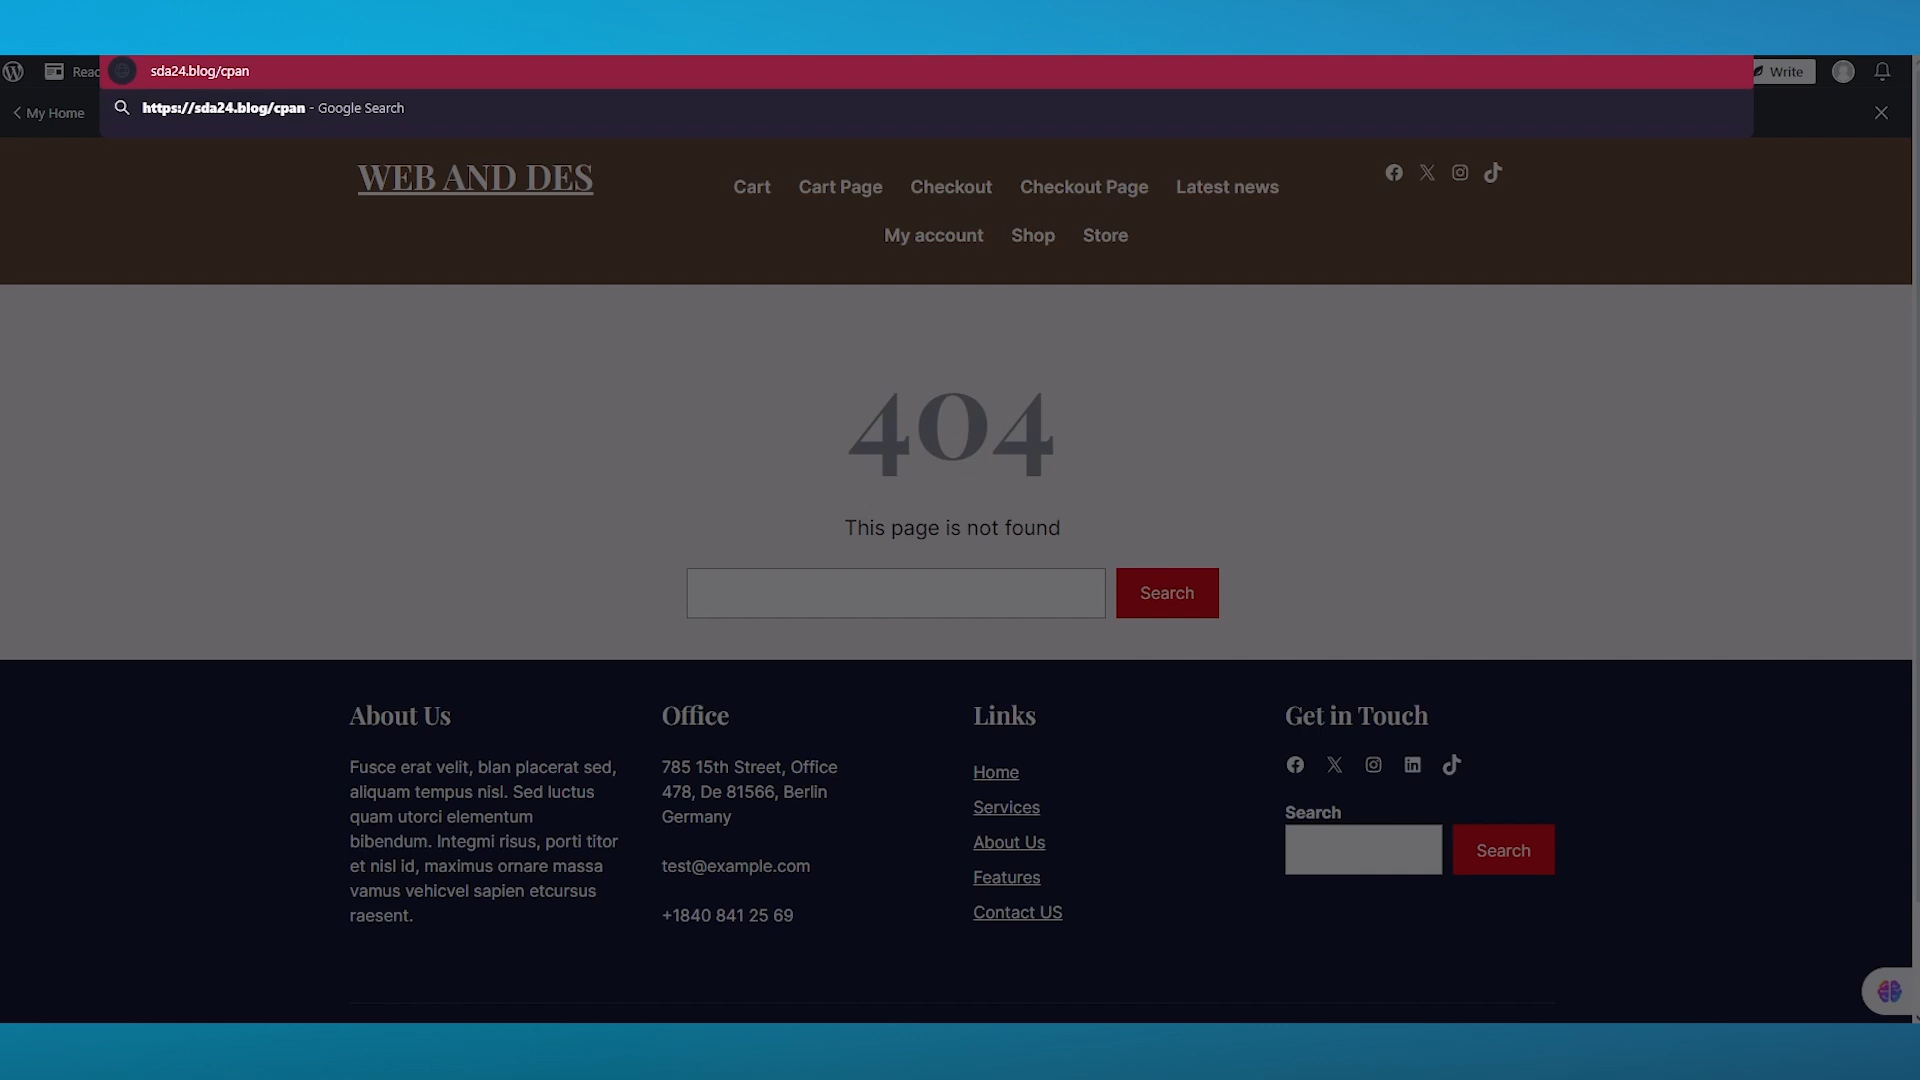 Read
sda24.blog/cpan
Write
My Home
https://sda24.blog/cpan - Google Search
WEB AND DES
Cart Cart Page Checkout Checkout Page Latest news
My account Shop Store
404
This page is not found
Search
About Us
Fusce erat velit, blan placerat sed,
aliquam tempus nisl. Sed luctus
quam utorci elementum
bibendum. Integmi risus, porti titor
et nisl id, maximus ornare massa
vamus vehicvel sapien etcursus
raesent.
Office
785 15th Street, Office
478, De 81566, Berlin
Germany
test@example.com
+1840 841 25 69
Links
Home
Services
About Us
Features
Contact US
Get in Touch
Search
Search